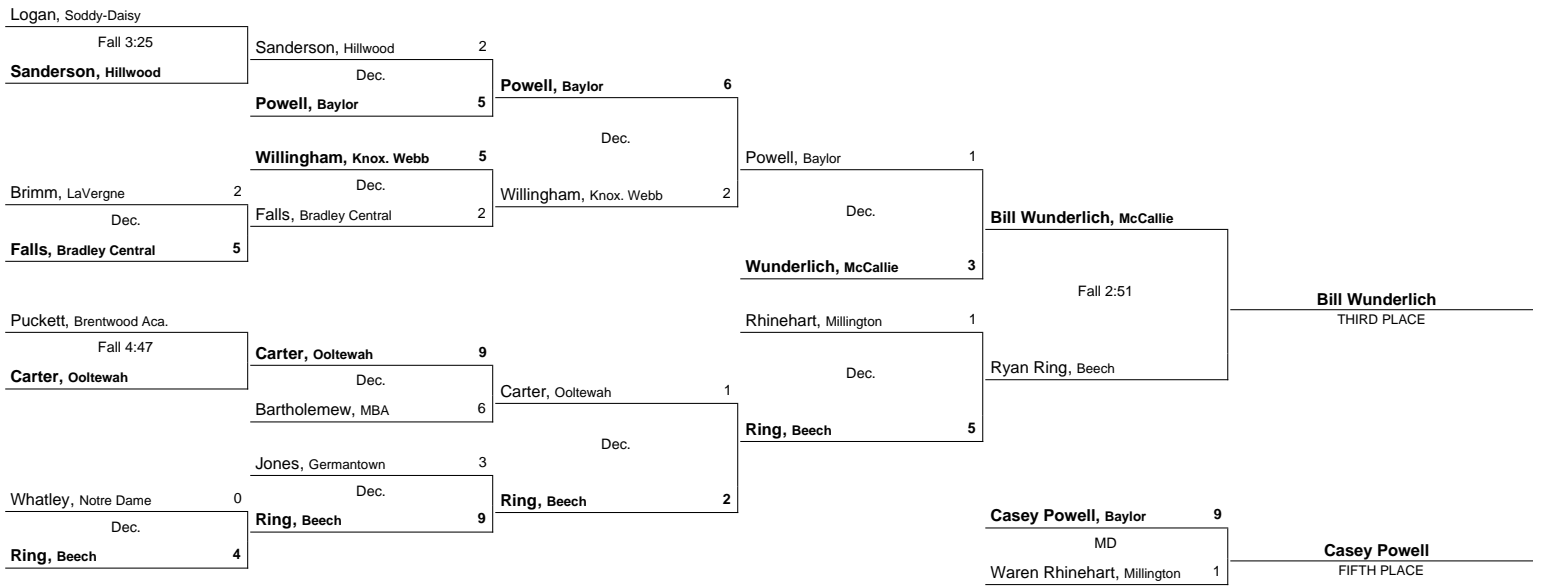 Logan, Soddy-Daisy
Fall 3:25
Sanderson, Hillwood
Brimm, LaVergne 2
Dec.
Falls, Bradley Central 5
Puckett, Brentwood Aca.
Fall 4:47
Carter, Ooltewah
Whatley, Notre Dame 0
Dec.
Ring, Beech 4
Sanderson, Hillwood 2
Dec.
Powell, Baylor 5
Willingham, Knox. Webb 5
Dec.
Falls, Bradley Central 2
Carter, Ooltewah 9
Dec.
Bartholemew, MBA 6
Jones, Germantown 3
Dec.
Ring, Beech 9
Powell, Baylor 6
Dec.
Willingham, Knox. Webb 2
Carter, Ooltewah 1
Dec.
Ring, Beech 2
Powell, Baylor 1
Dec.
Wunderlich, McCallie 3
Rhinehart, Millington 1
Dec.
Ring, Beech 5
Bill Wunderlich, McCallie
Fall 2:51
Ryan Ring, Beech
Bill Wunderlich
THIRD PLACE
Casey Powell, Baylor 9
MD
Waren Rhinehart, Millington 1
Casey Powell
FIFTH PLACE